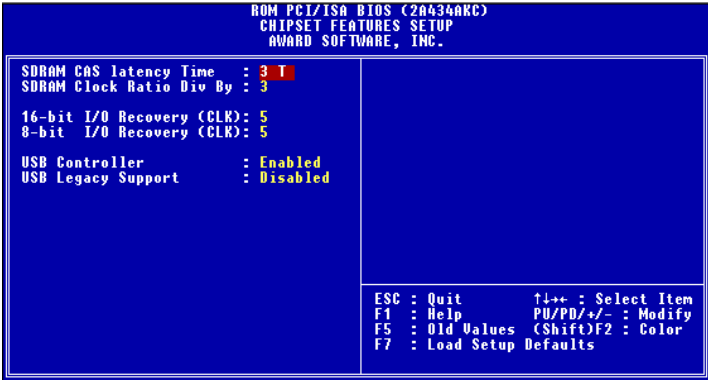 ROM PCI/ISA BIOS (2A434AKC)
CHIPSET FEATURES SETUP
AWARD SOFTWARE, INC.
SDRAM CAS latency Time : 3 T
SDRAM Clock Ratio Div By : 3
16-bit I/O Recovery (CLK): 5
8-bit I/O Recovery (CLK): 5
USB Controller : Enabled
USB Legacy Support : Disabled
ESC : Quit ↑↓→← : Select Item
F1 : Help PU/PD/+/- : Modify
F5 : Old Values (Shift)F2 : Color
F7 : Load Setup Defaults